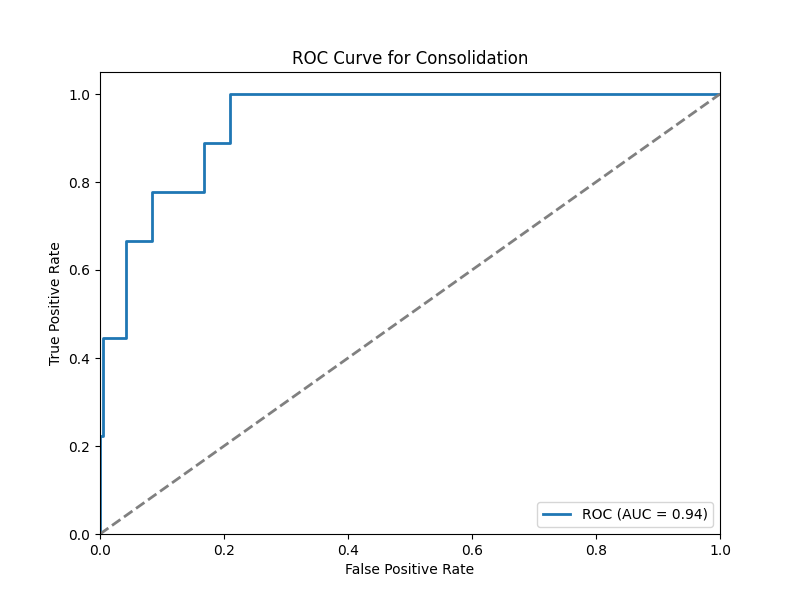 ROC Curve for Consolidation
True Positive Rate
1.0
0.8
0.6
0.4
0.2
0.0
0.0 0.2 0.4 0.6 0.8 1.0
False Positive Rate
ROC (AUC = 0.94)